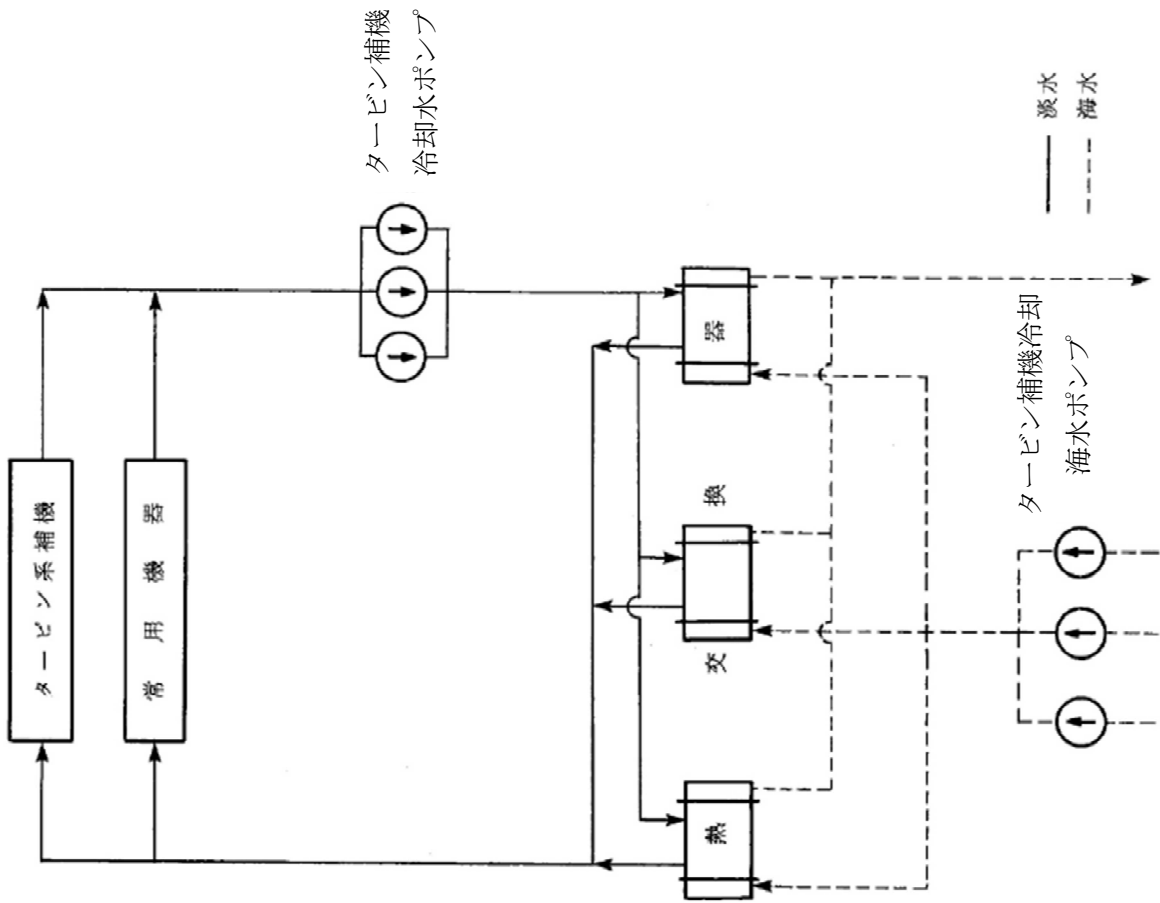 タービン系補機
常用機器
タービン補機
冷却水ポンプ
熱交換器
タービン補機冷却
海水ポンプ
淡水
海水